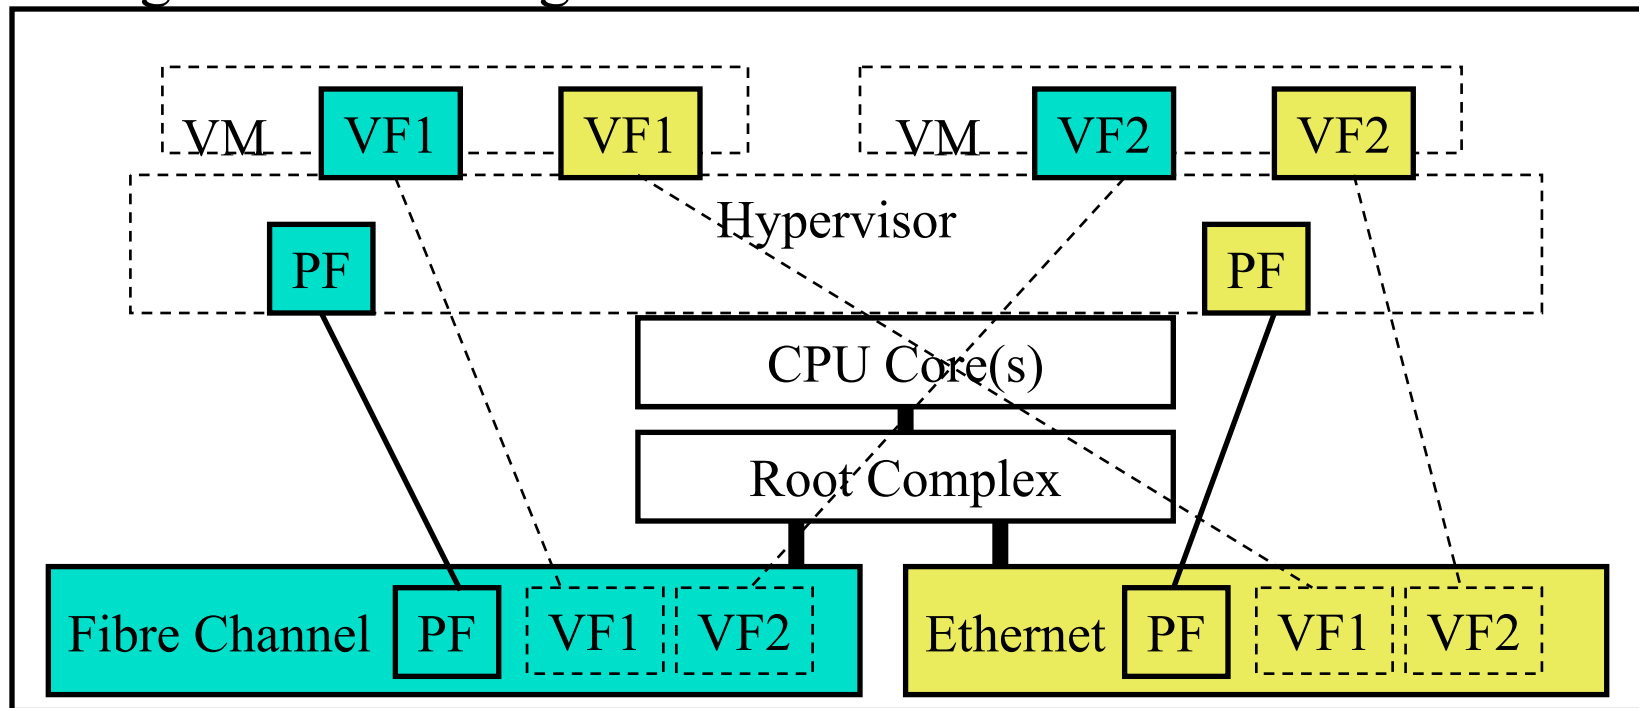 VM VF1 VF1 VM VF2 VF2
Hypervisor
PF PF
CPU Core(s)
Root Complex
Fibre Channel PF VF1 VF2 Ethernet PF VF1 VF2